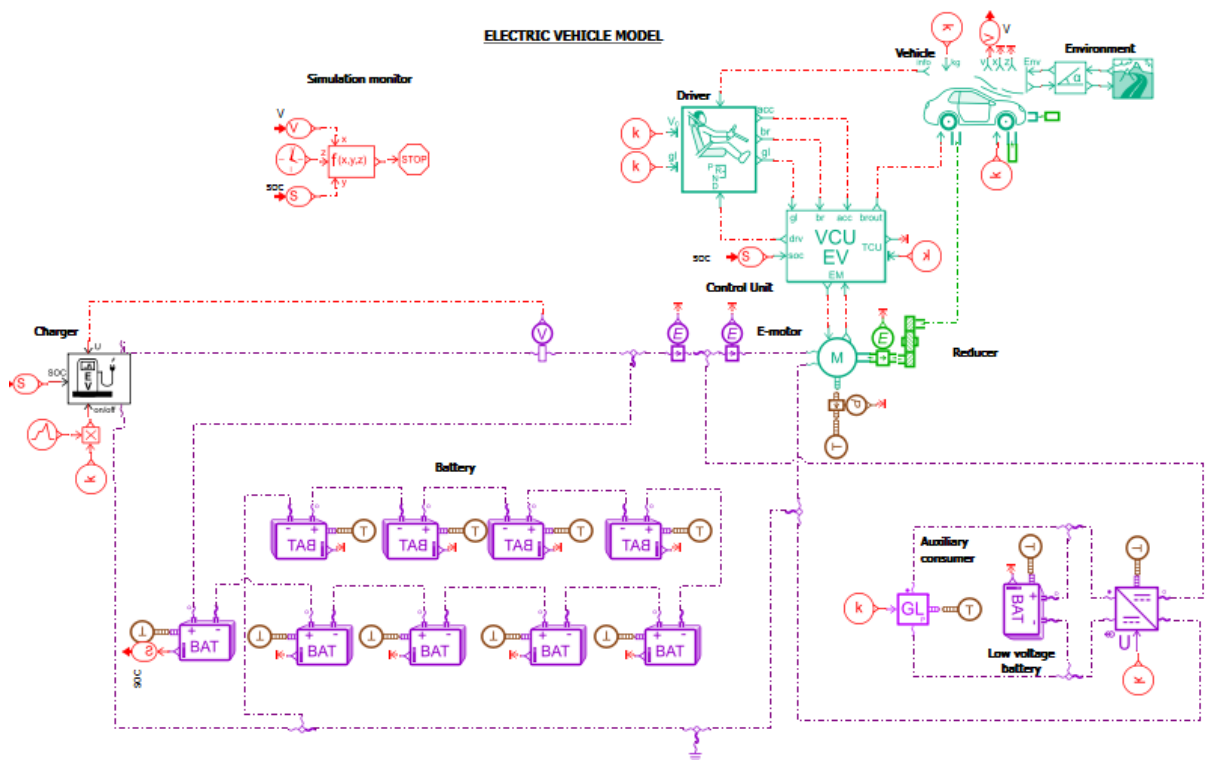 ELECTRIC VEHICLE MODEL
Simulation monitor
V
V
x
z
f(x,y,z)
STOP
y
soc
S
Driver
k
V
k
gl
P
R
N
D
acc
br
gl
Vehicle
k
info
kg
V
V
v
x
z
Env
Environment
α
k
gl
br
acc
brout
drv
VCU
EV
TCU
soc
soc
S
EM
k
Control Unit
E-motor
Reducer
V
E
E
M
E
P
T
Charger
U
SOC
S
EV
on/off
k
Battery
T
T
T
T
BAT
BAT
BAT
BAT
+
-
+
-
+
-
+
-
T
T
T
T
T
+
-
+
-
+
-
+
-
+
-
BAT
BAT
BAT
BAT
BAT
S
soc
Auxiliary
consumer
k
GL
T
T
BAT
+
-
Low voltage
battery
T
U
k